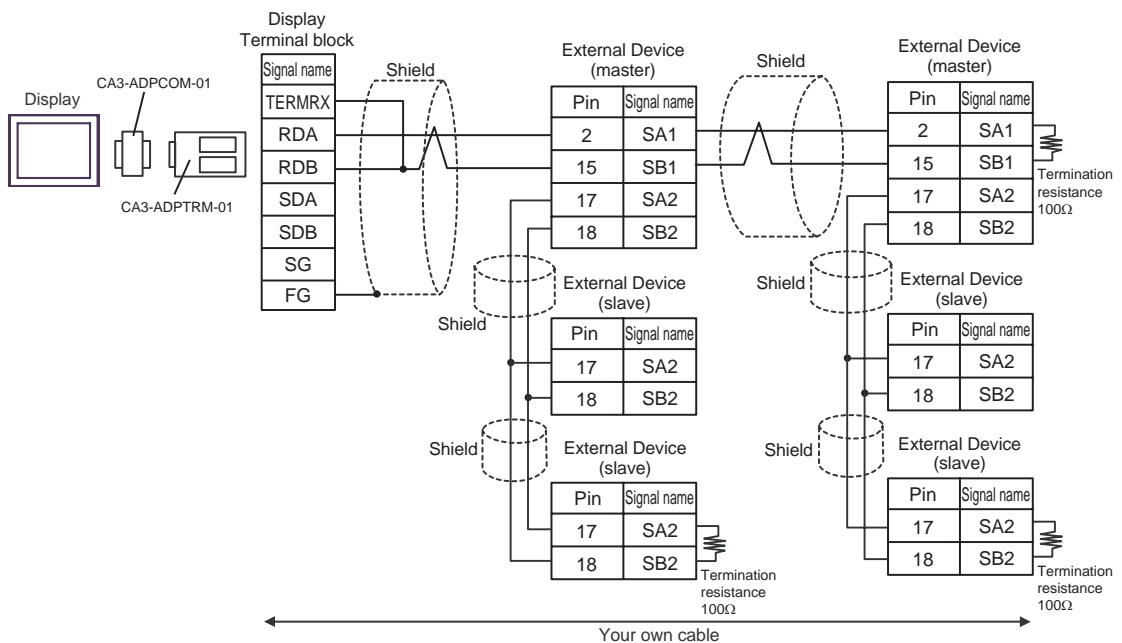 Display
CA3-ADPCOM-01
CA3-ADPTRM-01
Display
Terminal block
Signal name
TERMRX
RDA
RDB
SDA
SDB
SG
FG
Shield
External Device
(master)
Pin Signal name
2 SA1
15 SB1
17 SA2
18 SB2
Shield
External Device
(master)
Pin Signal name
2 SA1
15 SB1
17 SA2
18 SB2
Termination
resistance
100Ω
Shield
External Device
(slave)
Pin Signal name
17 SA2
18 SB2
Shield
External Device
(slave)
Pin Signal name
17 SA2
18 SB2
Shield
External Device
(slave)
Pin Signal name
17 SA2
18 SB2
Termination
resistance
100Ω
Shield
External Device
(slave)
Pin Signal name
17 SA2
18 SB2
Termination
resistance
100Ω
Your own cable